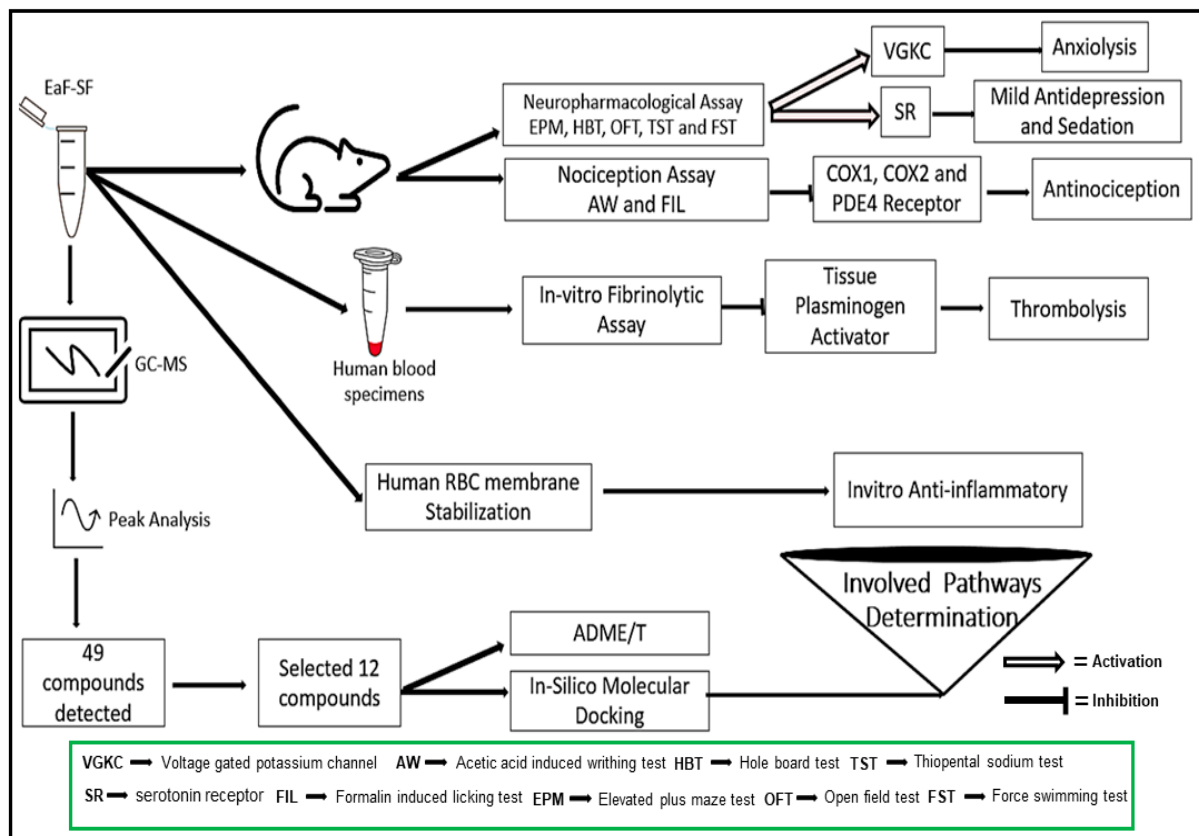 EaF-SF
Neuropharmacological Assay
EPM, HBT, OFT, TST and FST
VGKC
Anxiolysis
SR
Mild Antidepression
and Sedation
Nociception Assay
AW and FIL
COX1, COX2 and
PDE4 Receptor
Antinociception
Human blood
specimens
In-vitro Fibrinolytic
Assay
Tissue
Plasminogen
Activator
Thrombolysis
GC-MS
Human RBC membrane
Stabilization
Invitro Anti-inflammatory
Peak Analysis
Involved Pathways
Determination
49
compounds
detected
Selected 12
compounds
ADME/T
In-Silico Molecular
Docking
= Activation
= Inhibition
VGKC Voltage gated potassium channel AW Acetic acid induced writhing test HBT Hole board test TST Thiopental sodium test
SR serotonin receptor FIL Formalin induced licking test EPM Elevated plus maze test OFT Open field test FST Force swimming test